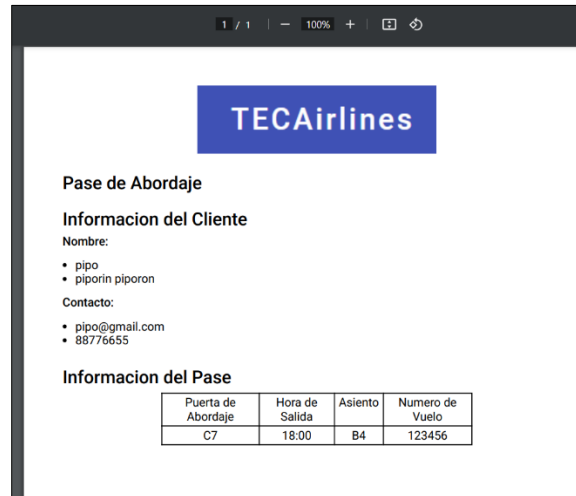 1 / 1 — 100% +
TECAirlines
Pase de Abordaje
Informacion del Cliente
Nombre:
• pipo
• piporin piporon
Contacto:
• pipo@gmail.com
• 88776655
Informacion del Pase
Puerta de Abordaje Hora de Salida Asiento Numero de Vuelo
C7 18:00 B4 123456